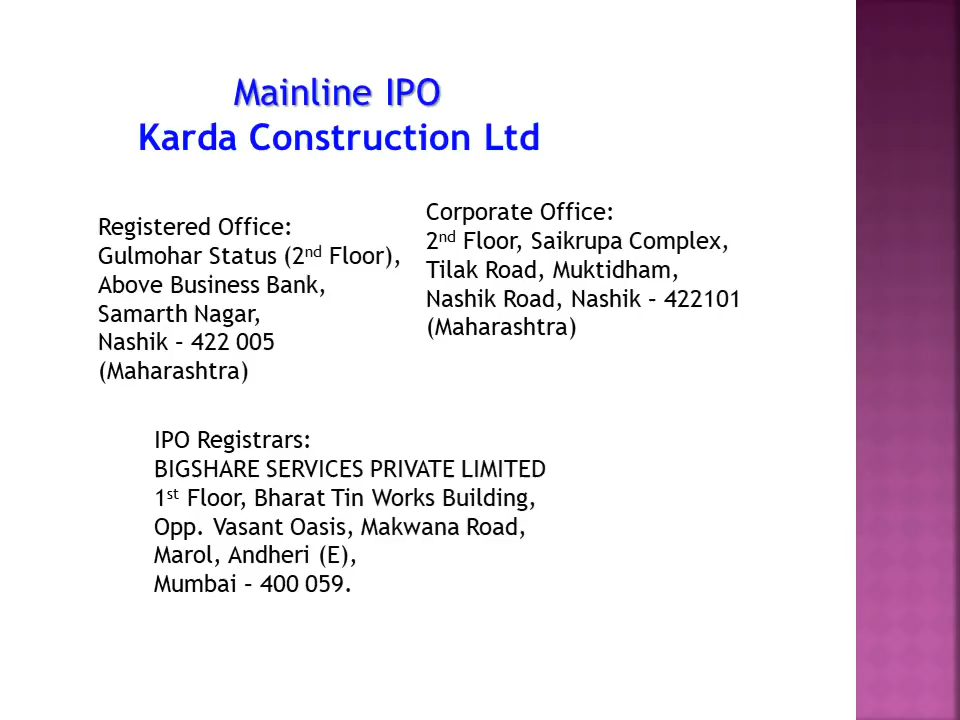 Mainline IPO
Karda Construction Ltd
Registered Office:
Gulmohar Status (2nd Floor),
Above Business Bank,
Samarth Nagar,
Nashik – 422 005
(Maharashtra)
Corporate Office:
2nd Floor, Saikrupa Complex,
Tilak Road, Muktidham,
Nashik Road, Nashik – 422101
(Maharashtra)
IPO Registrars:
BIGSHARE SERVICES PRIVATE LIMITED
1st Floor, Bharat Tin Works Building,
Opp. Vasant Oasis, Makwana Road,
Marol, Andheri (E),
Mumbai – 400 059.